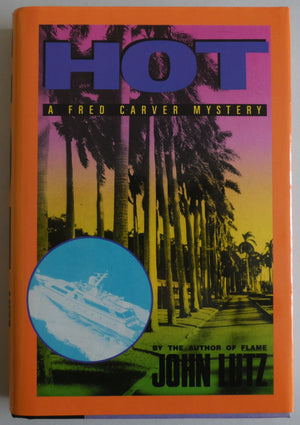 HOT
A FRED CARVER MYSTERY
BY THE AUTHOR OF FLAME
JOHN LUTZ